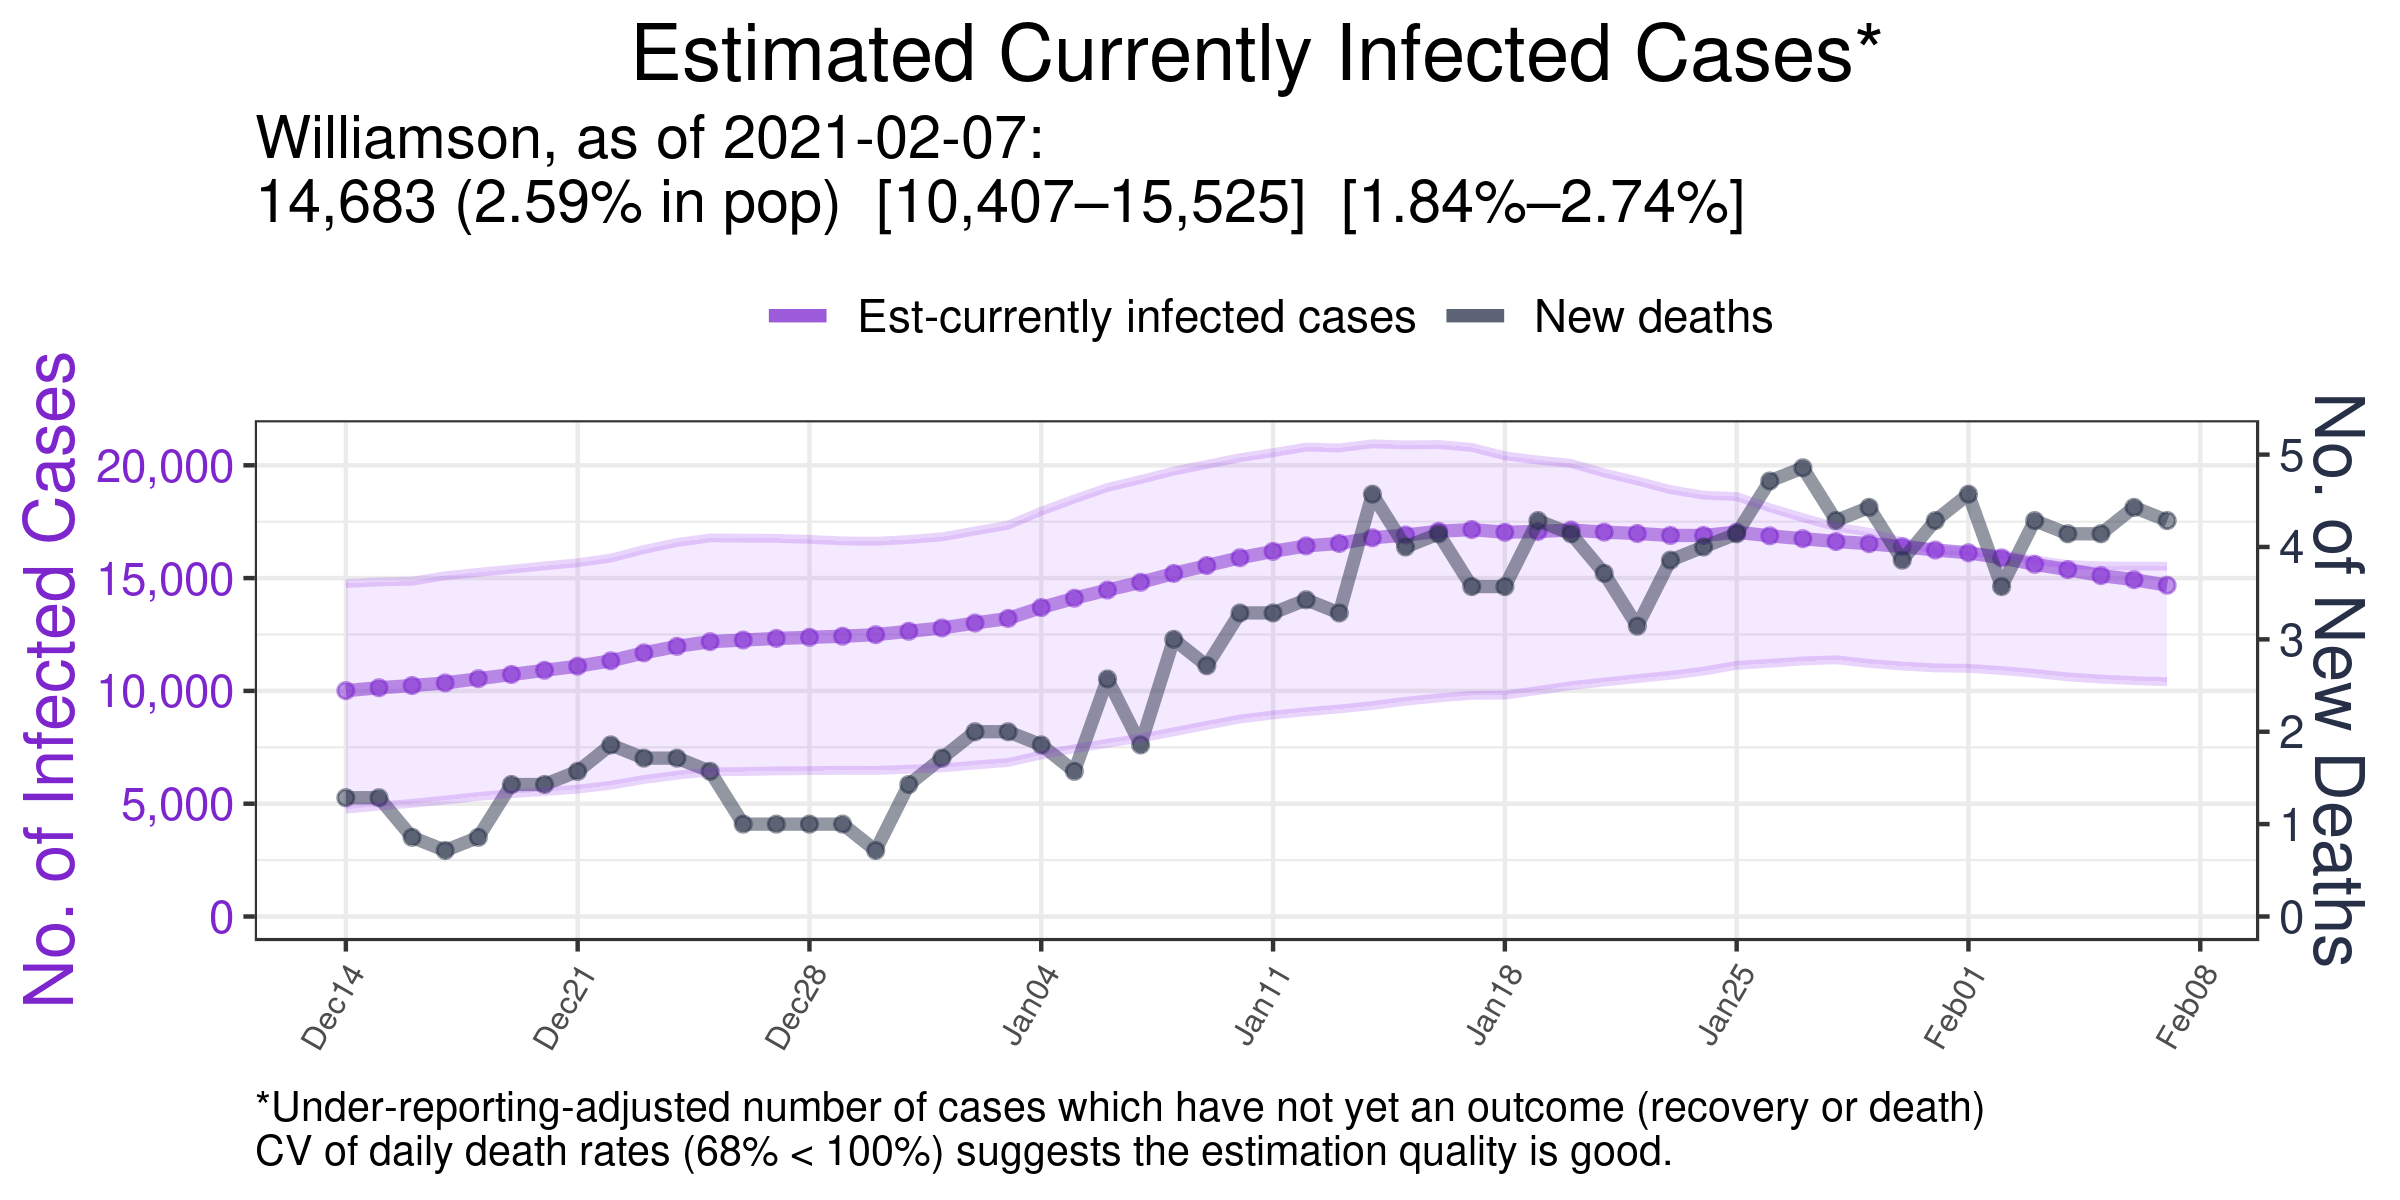 Estimated Currently Infected Cases*
Williamson, as of 2021-02-07:
14,683 (2.59% in pop)  [10,407–15,525]  [1.84%–2.74%]
Est-currently infected cases
New deaths
No. of Infected Cases
20,000
15,000
10,000
5,000
0
No. of New Deaths
5
4
3
2
1
0
Dec14
Dec21
Dec28
Jan04
Jan11
Jan18
Jan25
Feb01
Feb08
*Under-reporting-adjusted number of cases which have not yet an outcome (recovery or death)
CV of daily death rates (68% < 100%) suggests the estimation quality is good.